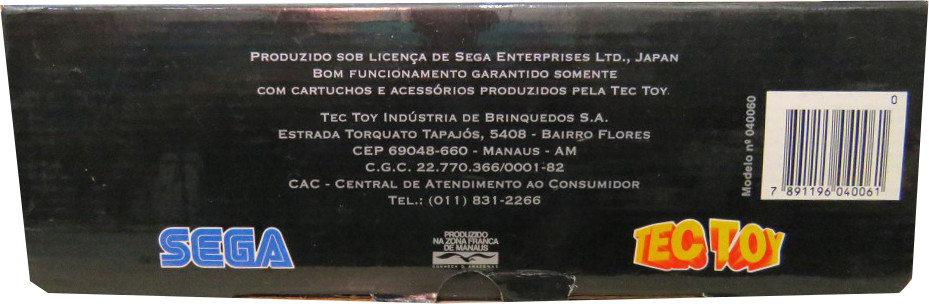 PRODUZIDO SOB LICENÇA DE SEGA ENTERPRISES LTD., JAPAN
BOM FUNCIONAMENTO GARANTIDO SOMENTE
COM CARTUCHOS E ACESSÓRIOS PRODUZIDOS PELA TEC TOY.
TEC TOY INDÚSTRIA DE BRINQUEDOS S.A.
ESTRADA TORQUATO TAPAJÓS, 5408 - BAIRRO FLORES
CEP 69048-660 - MANAUS - AM
C.G.C. 22.770.366/0001-82
CAC - CENTRAL DE ATENDIMENTO AO CONSUMIDOR
TEL.: (011) 831-2266
Modelo nº 040060
0
7 891196 040061
SEGA
PRODUZIDO
NA ZONA FRANCA
DE MANAUS
CONHEÇA O AMAZONAS
TEC TOY